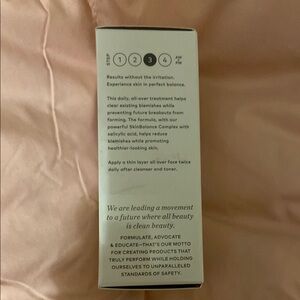 STEP 1 2 3 4 AM PM
Results without the irritation.
Experience skin in perfect balance.
This daily, all-over treatment helps
clear existing blemishes while
preventing future breakouts from
forming. The formula, with our
powerful SkinBalance Complex with
salicylic acid, helps reduce
blemishes while promoting
healthier-looking skin.
Apply a thin layer all over face twice
daily after cleanser and toner.
We are leading a movement
to a future where all beauty
is clean beauty.
FORMULATE, ADVOCATE
& EDUCATE—THAT'S OUR MOTTO
FOR CREATING PRODUCTS THAT
TRULY PERFORM WHILE HOLDING
OURSELVES TO UNPARALLELED
STANDARDS OF SAFETY.